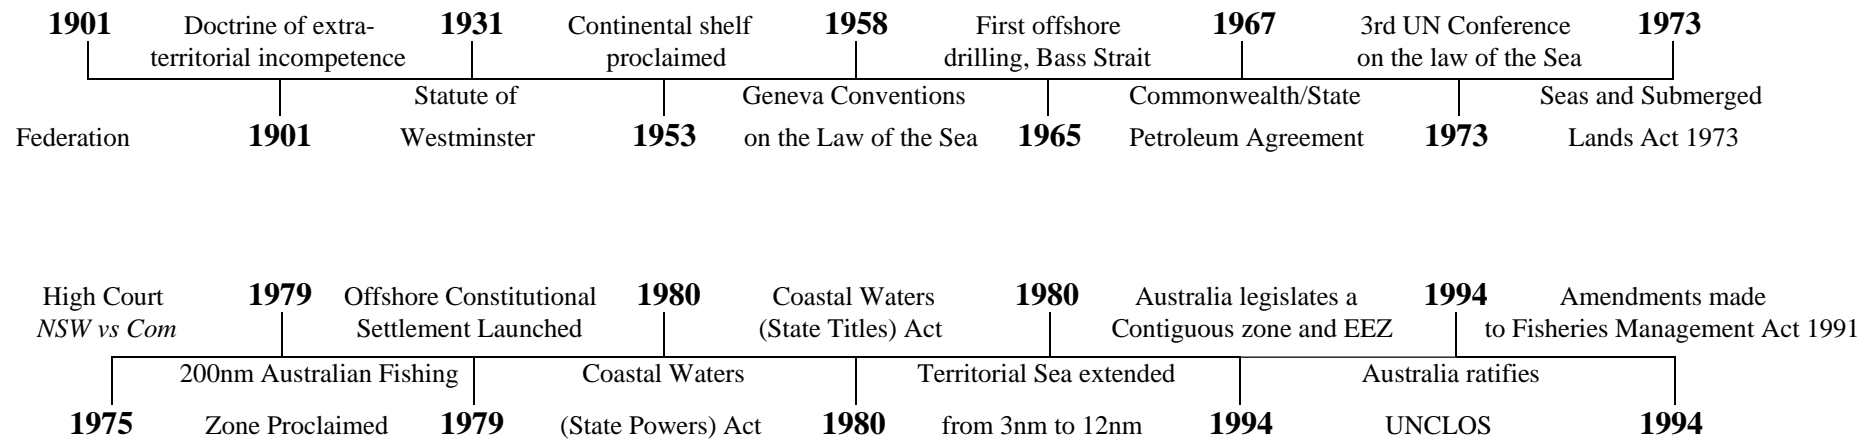 1901
Doctrine of extra-
territorial incompetence
1931
Continental shelf
proclaimed
1958
First offshore
drilling, Bass Strait
1967
3rd UN Conference
on the law of the Sea
1973
Federation
1901
Statute of
Westminster
1953
Geneva Conventions
on the Law of the Sea
1965
Commonwealth/State
Petroleum Agreement
1973
Seas and Submerged
Lands Act 1973
High Court
NSW vs Com
1979
Offshore Constitutional
Settlement Launched
1980
Coastal Waters
(State Titles) Act
1980
Australia legislates a
Contiguous zone and EEZ
1994
Amendments made
to Fisheries Management Act 1991
1975
200nm Australian Fishing
Zone Proclaimed
1979
Coastal Waters
(State Powers) Act
1980
Territorial Sea extended
from 3nm to 12nm
1994
Australia ratifies
UNCLOS
1994